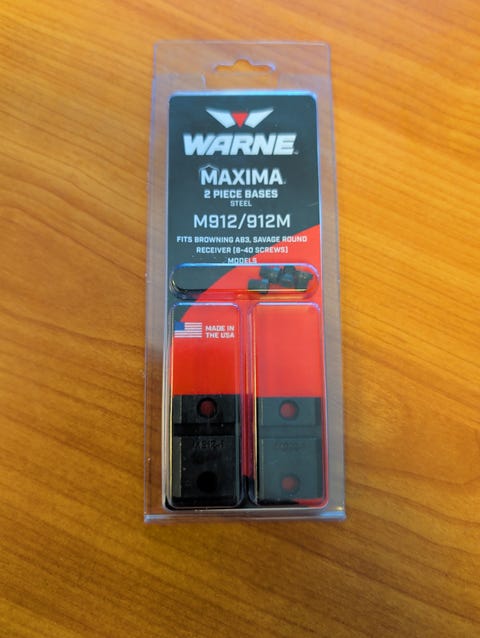 WARNE
MAXIMA
2 PIECE BASES
STEEL
M912/912M
FITS BROWNING AB3, SAVAGE ROUND
RECEIVER (6-40 SCREWS)
MODELS
MADE IN
THE USA